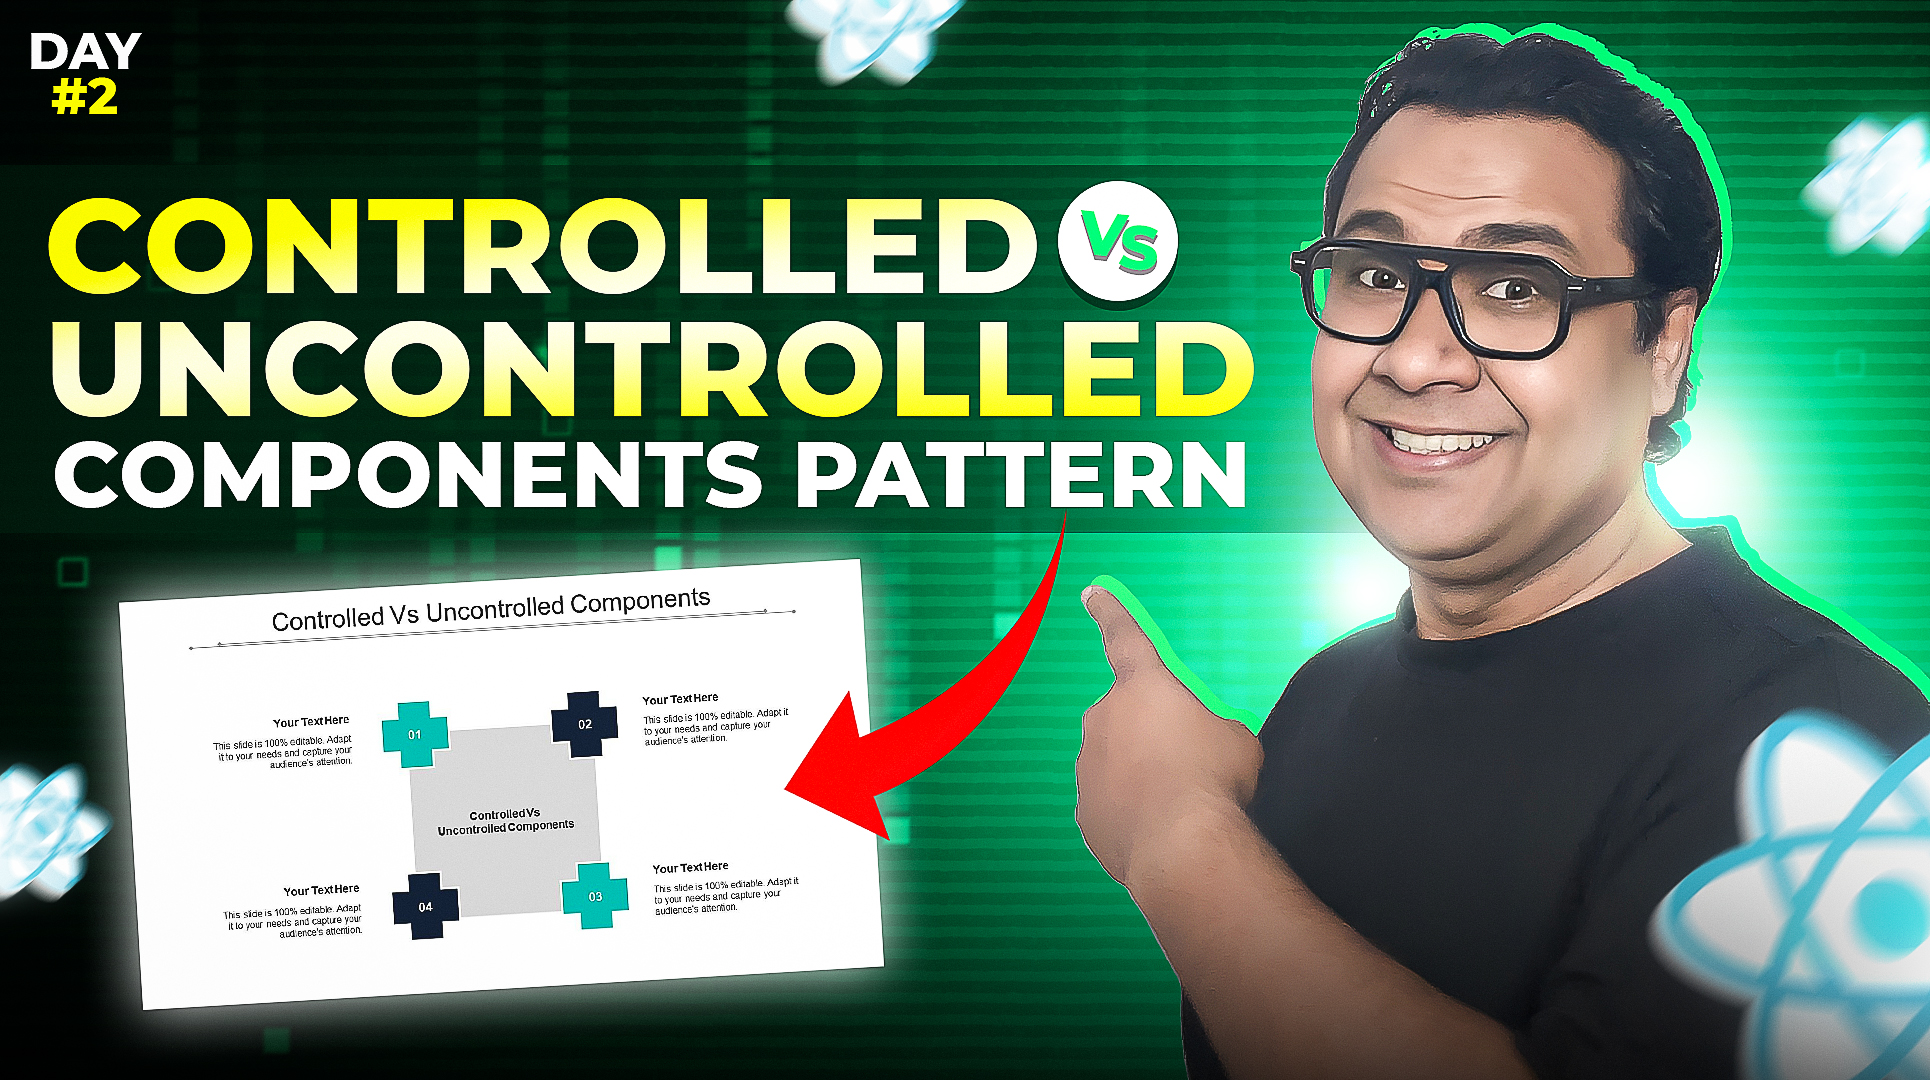 DAY
#2
CONTROLLED VS
UNCONTROLLED
COMPONENTS PATTERN
Controlled Vs Uncontrolled Components
Your Text Here
This slide is 100% editable. Adapt
it to your needs and capture your
audience's attention.
01
02
Your Text Here
This slide is 100% editable. Adapt it
to your needs and capture your
audience's attention.
Controlled Vs
Uncontrolled Components
Your Text Here
This slide is 100% editable. Adapt
it to your needs and capture your
audience's attention.
04
03
Your Text Here
This slide is 100% editable. Adapt it
to your needs and capture your
audience's attention.